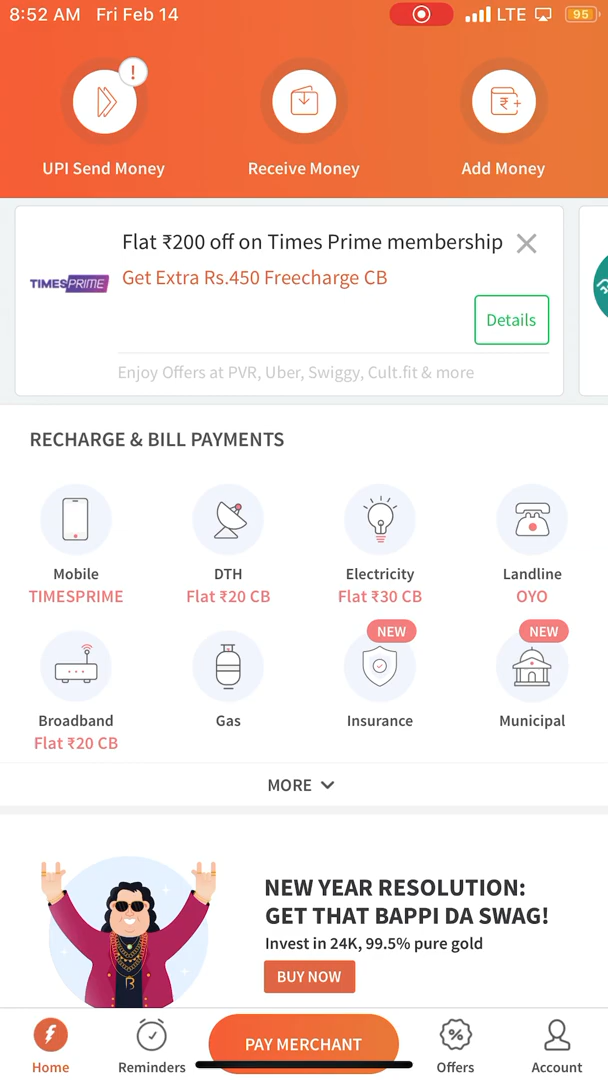 8:52 AM Fri Feb 14 LTE 95
!
UPI Send Money Receive Money Add Money
Flat ₹200 off on Times Prime membership
TIMESPRIME Get Extra Rs.450 Freecharge CB
Details
Enjoy Offers at PVR, Uber, Swiggy, Cult.fit & more
RECHARGE & BILL PAYMENTS
Mobile DTH Electricity Landline
TIMESPRIME Flat ₹20 CB Flat ₹30 CB OYO
NEW NEW
Broadband Gas Insurance Municipal
Flat ₹20 CB
MORE
NEW YEAR RESOLUTION:
GET THAT BAPPI DA SWAG!
Invest in 24K, 99.5% pure gold
BUY NOW
PAY MERCHANT
Home Reminders Offers Account